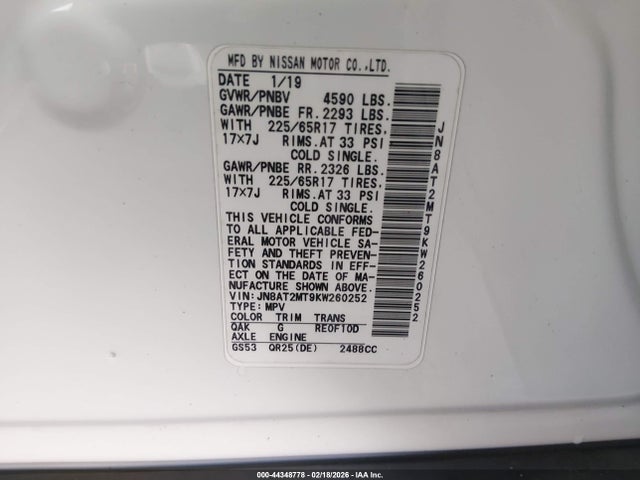 MFD BY NISSAN MOTOR CO.,LTD.
DATE 1/19
GVWR/PNBV 4590 LBS.
GAWR/PNBE FR. 2293 LBS.
WITH 225/65R17 TIRES.
17×7J RIMS.AT 33 PSI
COLD SINGLE.
GAWR/PNBE RR. 2326 LBS.
WITH 225/65R17 TIRES.
17×7J RIMS.AT 33 PSI
COLD SINGLE.
THIS VEHICLE CONFORMS
TO ALL APPLICABLE FED-
ERAL MOTOR VEHICLE SA-
FETY AND THEFT PREVEN-
TION STANDARDS IN EFF-
ECT ON THE DATE OF MA-
NUFACTURE SHOWN ABOVE.
VIN: JN8AT2MT9KW260252
TYPE: MPV
COLOR TRIM TRANS
QAK G RE0F10D
AXLE ENGINE
GS53 QR25(DE) 2488CC
JN8AT2MT9KW260252
000-44348778 - 02/18/2026 - IAA Inc.